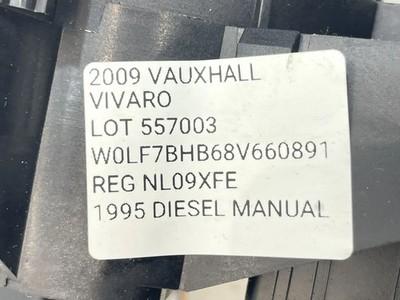 2009 VAUXHALL
VIVARO
LOT 557003
W0LF7BHB68V660891
REG NL09XFE
1995 DIESEL MANUAL